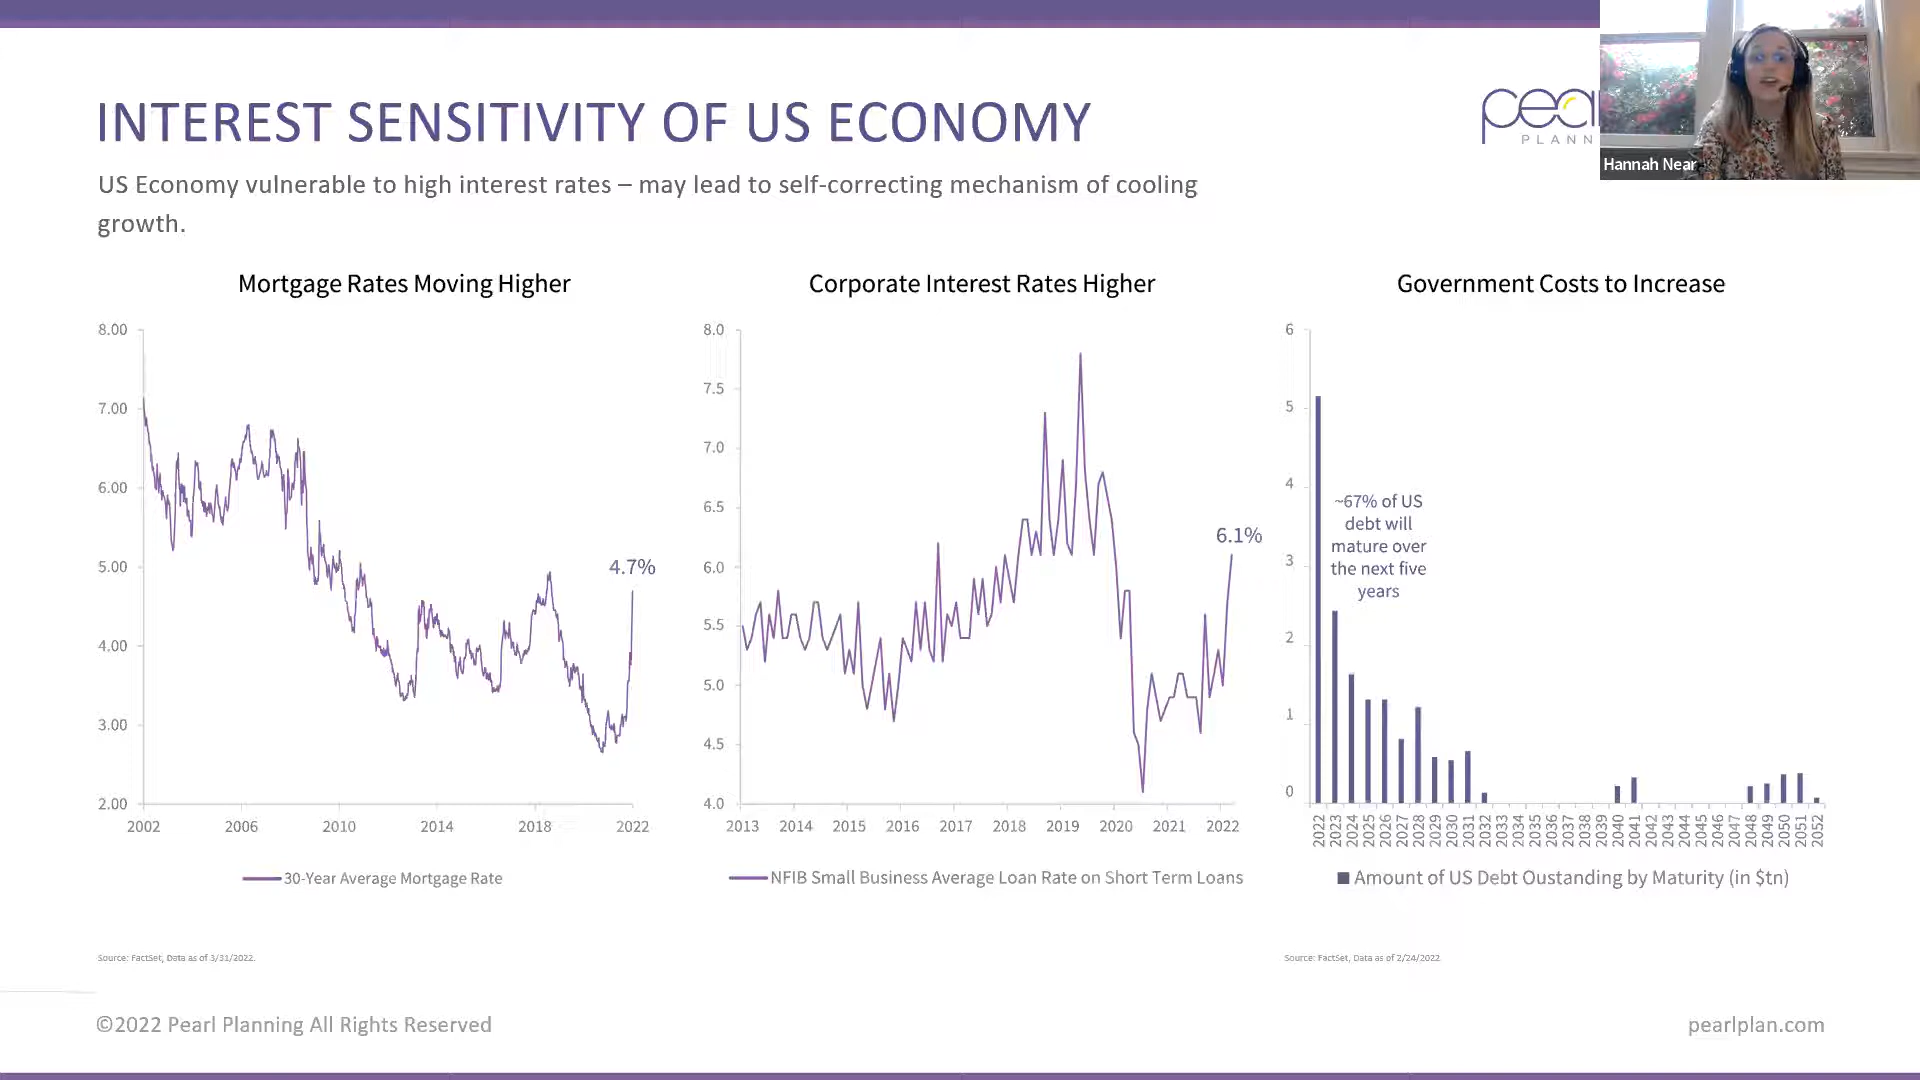 INTEREST SENSITIVITY OF US ECONOMY
pea
PLANN
Hannah Near
US Economy vulnerable to high interest rates – may lead to self-correcting mechanism of cooling
growth.
Mortgage Rates Moving Higher
8.00
7.00
6.00
5.00
4.00
3.00
2.00
4.7%
2002 2006 2010 2014 2018 2022
30-Year Average Mortgage Rate
Corporate Interest Rates Higher
8.0
7.5
7.0
6.5
6.0
5.5
5.0
4.5
4.0
6.1%
2013 2014 2015 2016 2017 2018 2019 2020 2021 2022
NFIB Small Business Average Loan Rate on Short Term Loans
Government Costs to Increase
6
5
4
3
2
1
0
~67% of US
debt will
mature over
the next five
years
2022 2023 2024 2025 2026 2027 2028 2029 2030 2031 2032 2033 2034 2035 2036 2037 2038 2039 2040 2041 2042 2043 2044 2045 2046 2047 2048 2049 2050 2051 2052
Amount of US Debt Oustanding by Maturity (in $tn)
Source: FactSet, Data as of 3/31/2022.
Source: FactSet, Data as of 2/24/2022.
©2022 Pearl Planning All Rights Reserved
pearlplan.com